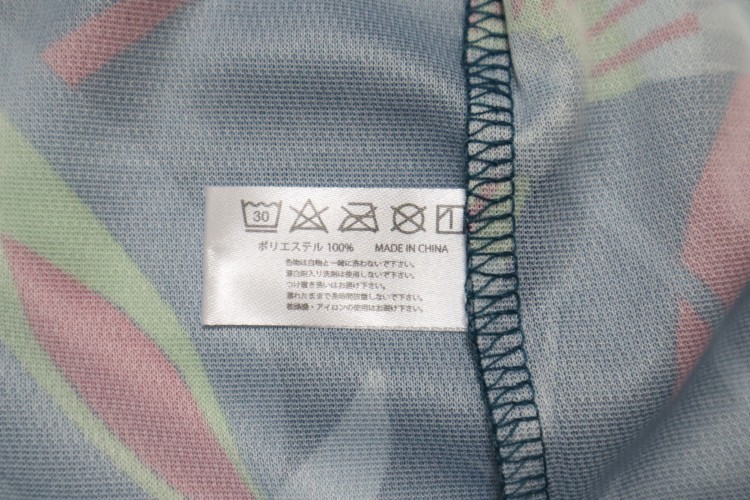 30
ポリエステル 100% MADE IN CHINA
色物は白物と一緒に洗わないで下さい。
漂白剤入り洗剤は使用しないで下さい。
つけ置き洗いはお避け下さい。
濡れたままで長時間放置しないで下さい。
乾燥機・アイロンの使用はお避け下さい。